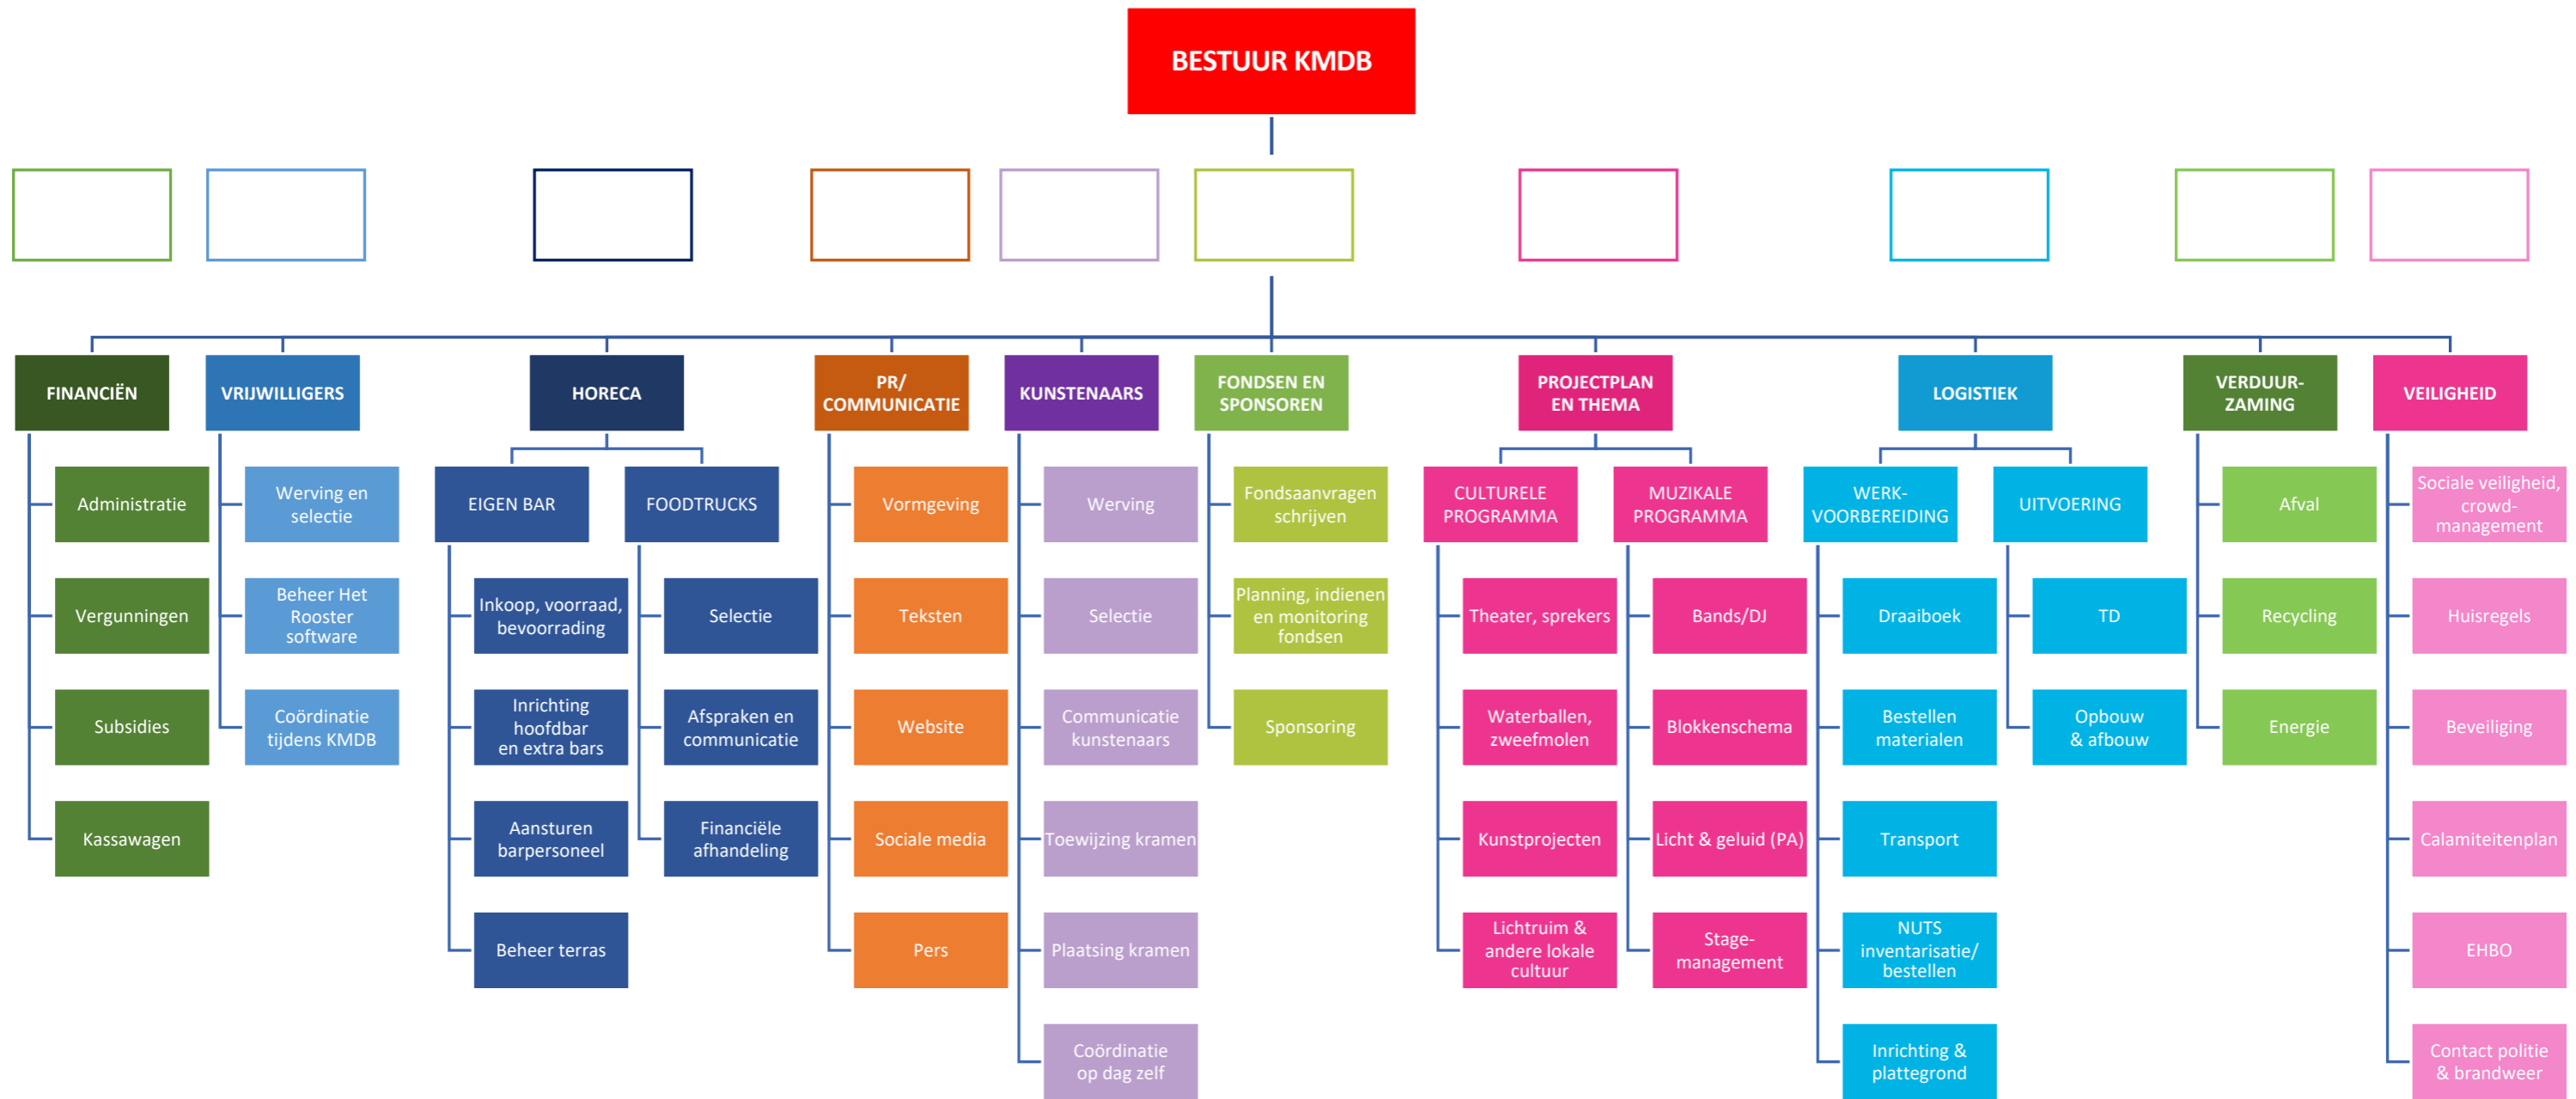 BESTUUR KMDB
FINANCIËN
Administratie
Vergunningen
Subsidies
Kassawagen
VRIJWILLIGERS
Werving en
selectie
Beheer Het
Rooster
software
Coördinatie
tijdens KMDB
HORECA
EIGEN BAR
Inkoop, voorraad,
bevoorrading
Inrichting
hoofdbar
en extra bars
Aansturen
barpersoneel
Beheer terras
FOODTRUCKS
Selectie
Afspraken en
communicatie
Financiële
afhandeling
PR/
COMMUNICATIE
Vormgeving
Teksten
Website
Sociale media
Pers
KUNSTENAARS
Werving
Selectie
Communicatie
kunstenaars
Toewijzing kramen
Plaatsing kramen
Coördinatie
op dag zelf
FONDSEN EN
SPONSOREN
Fondsaanvragen
schrijven
Planning, indienen
en monitoring
fondsen
Sponsoring
PROJECTPLAN
EN THEMA
CULTURELE
PROGRAMMA
Theater, sprekers
Waterballen,
zweefmolen
Kunstprojecten
Lichtruim &
andere lokale
cultuur
MUZIKALE
PROGRAMMA
Bands/DJ
Blokkenschema
Licht & geluid (PA)
Stage-
management
LOGISTIEK
WERK-
VOORBEREIDING
Draaiboek
Bestellen
materialen
Transport
NUTS
inventarisatie/
bestellen
Inrichting &
plattegrond
UITVOERING
TD
Opbouw
& afbouw
VERDUUR-
ZAMING
Afval
Recycling
Energie
VEILIGHEID
Sociale veiligheid,
crowd-
management
Huisregels
Beveiliging
Calamiteitenplan
EHBO
Contact politie
& brandweer